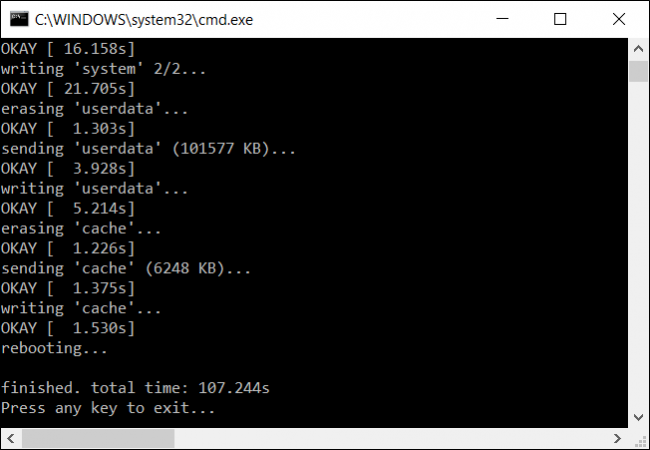 C:\WINDOWS\system32\cmd.exe
OKAY [ 16.158s]
writing 'system' 2/2...
OKAY [ 21.705s]
erasing 'userdata'...
OKAY [  1.303s]
sending 'userdata' (101577 KB)...
OKAY [  3.928s]
writing 'userdata'...
OKAY [  5.214s]
erasing 'cache'...
OKAY [  1.226s]
sending 'cache' (6248 KB)...
OKAY [  1.375s]
writing 'cache'...
OKAY [  1.530s]
rebooting...

finished. total time: 107.244s
Press any key to exit...